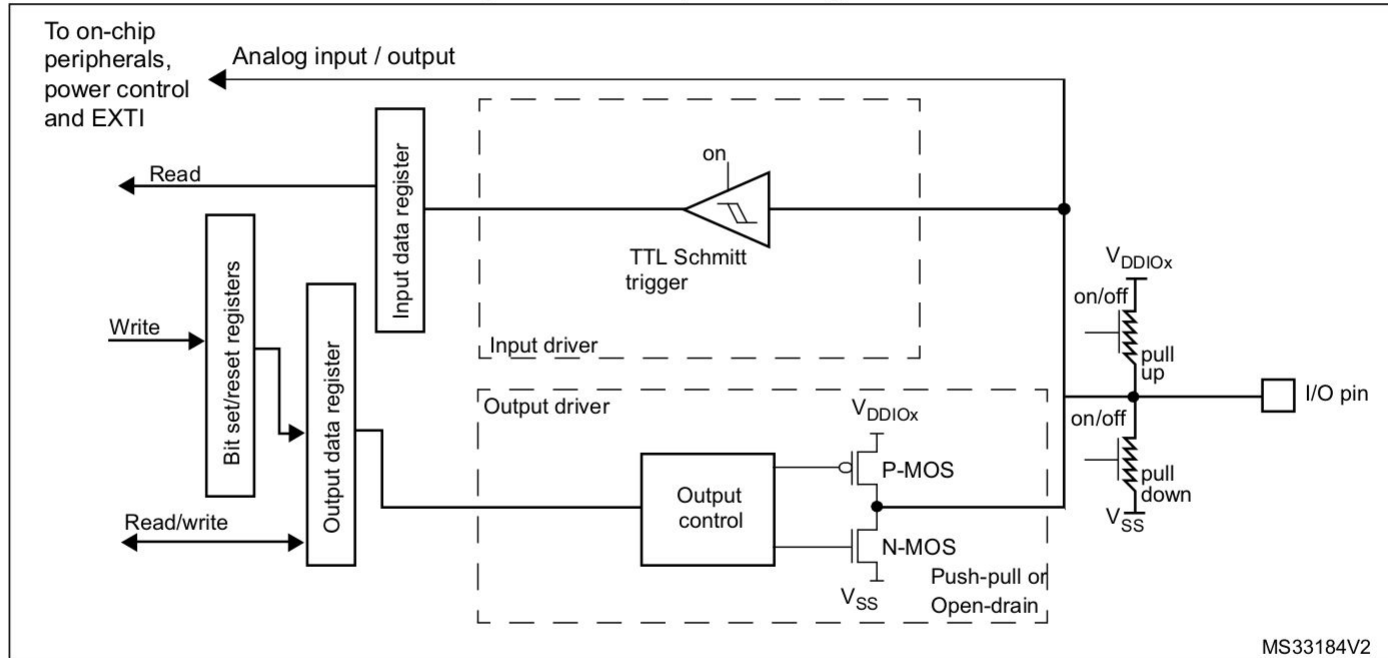 To on-chip
peripherals,
power control
and EXTI
Analog input / output
Read
Input data register
on
TTL Schmitt
trigger
Input driver
Write
Bit set/reset registers
Output data register
Read/write
Output driver
Output
control
VDDIOx
P-MOS
N-MOS
VSS
Push-pull or
Open-drain
VDDIOx
on/off
pull
up
on/off
pull
down
VSS
I/O pin
MS33184V2